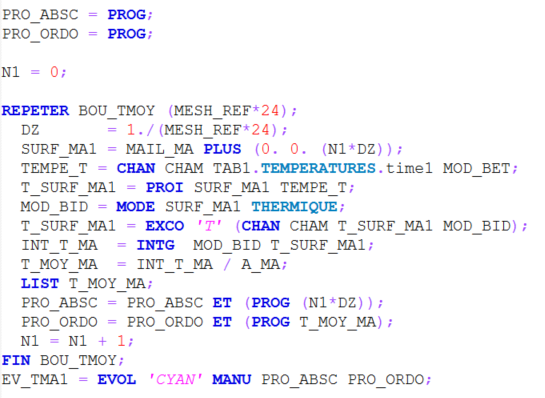 PRO_ABSC = PROG;
PRO_ORDO = PROG;
N1 = 0;
REPETER BOU_TMOY (MESH_REF*24);
DZ = 1./(MESH_REF*24);
SURF_MA1 = MAIL_MA PLUS (0. 0. (N1*DZ));
TEMPE_T = CHAN CHAM TAB1.TEMPERATURES.time1 MOD_BET;
T_SURF_MA1 = PROI SURF_MA1 TEMPE_T;
MOD_BID = MODE SURF_MA1 THERMIQUE;
T_SURF_MA1 = EXCO 'T' (CHAN CHAM T_SURF_MA1 MOD_BID);
INT_T_MA = INTG MOD_BID T_SURF_MA1;
T_MOY_MA = INT_T_MA / A_MA;
LIST T_MOY_MA;
PRO_ABSC = PRO_ABSC ET (PROG (N1*DZ));
PRO_ORDO = PRO_ORDO ET (PROG T_MOY_MA);
N1 = N1 + 1;
FIN BOU_TMOY;
EV_TMA1 = EVOL 'CYAN' MANU PRO_ABSC PRO_ORDO;